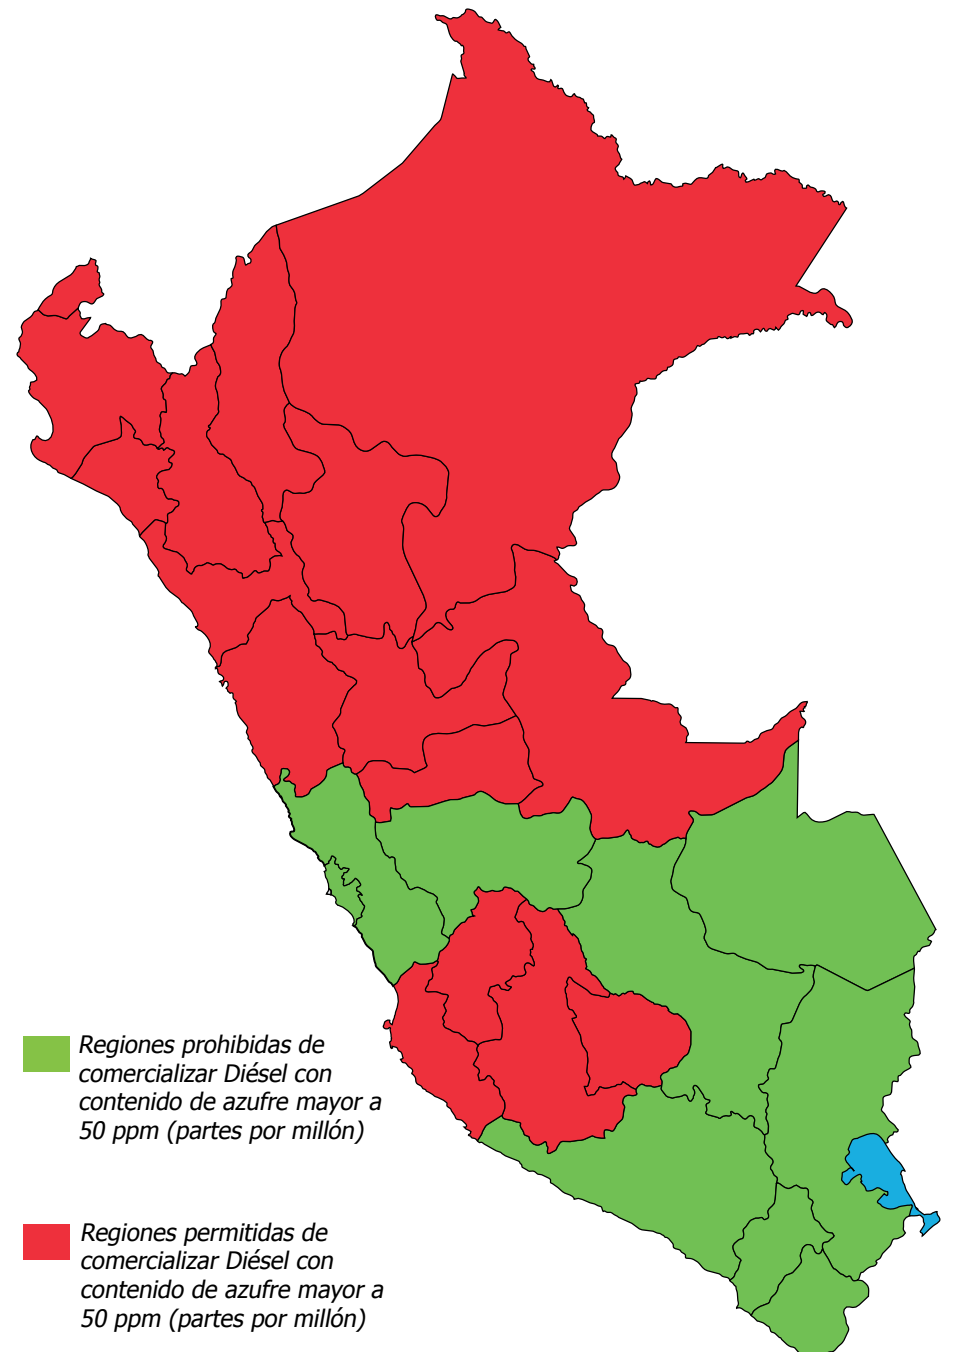 Regiones prohibidas de
comercializar Diésel con
contenido de azufre mayor a
50 ppm (partes por millón)
Regiones permitidas de
comercializar Diésel con
contenido de azufre mayor a
50 ppm (partes por millón)